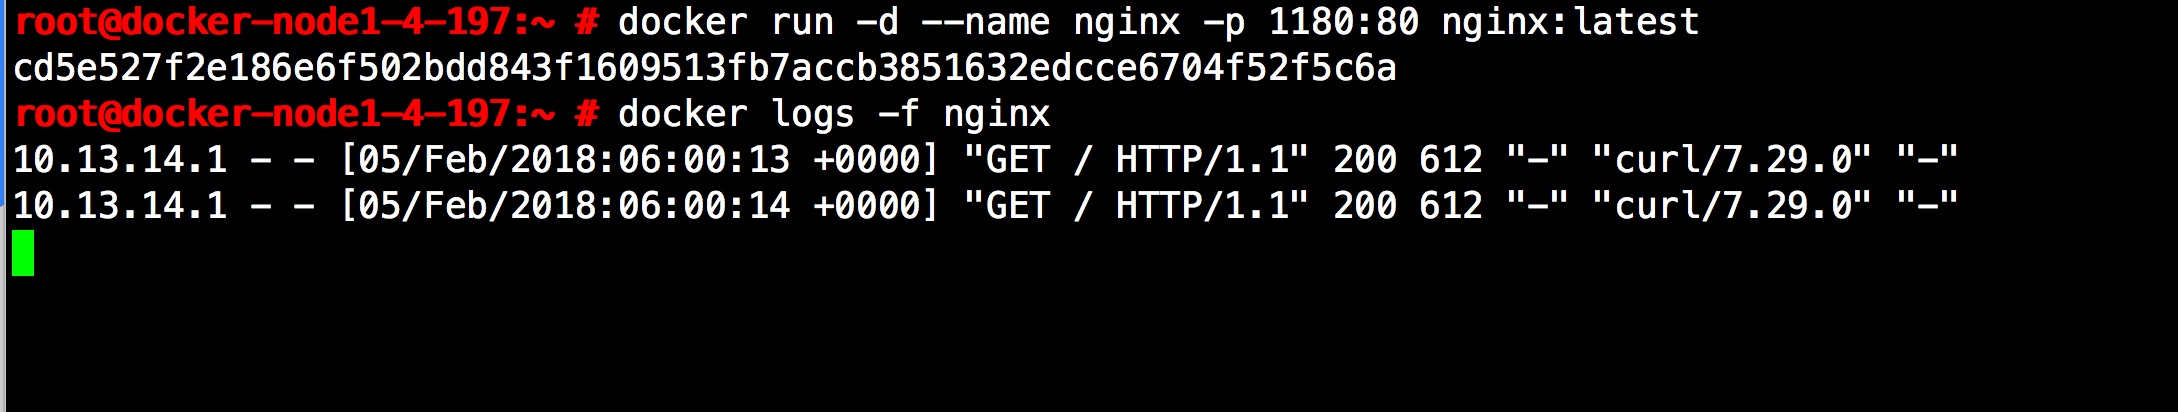 root@docker-node1-4-197:~ # docker run -d --name nginx -p 1180:80 nginx:latest
cd5e527f2e186e6f502bdd843f1609513fb7accb3851632edcce6704f52f5c6a
root@docker-node1-4-197:~ # docker logs -f nginx
10.13.14.1 - - [05/Feb/2018:06:00:13 +0000] "GET / HTTP/1.1" 200 612 "-" "curl/7.29.0" "-"
10.13.14.1 - - [05/Feb/2018:06:00:14 +0000] "GET / HTTP/1.1" 200 612 "-" "curl/7.29.0" "-"